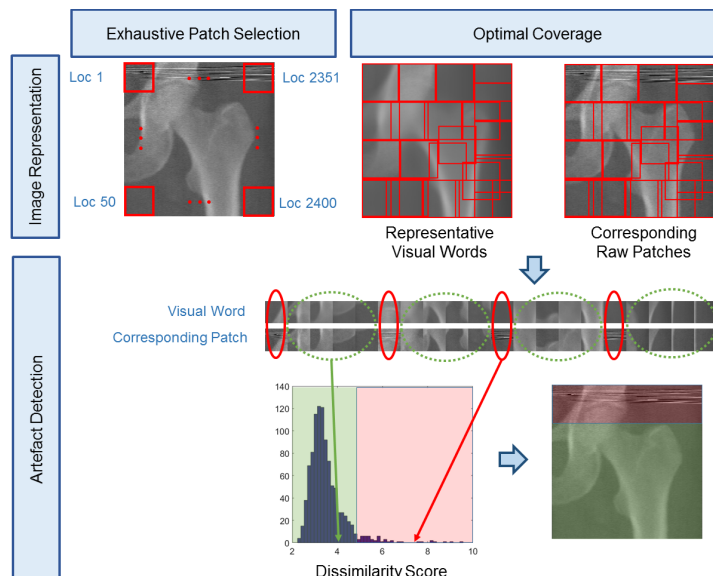 Exhaustive Patch Selection
Optimal Coverage
Image Representation
Loc 1
Loc 2351
Loc 50
Loc 2400
Representative
Visual Words
Corresponding
Raw Patches
Artefact Detection
Visual Word
Corresponding Patch
140
120
100
80
60
40
20
0
2
4
6
8
10
Dissimilarity Score